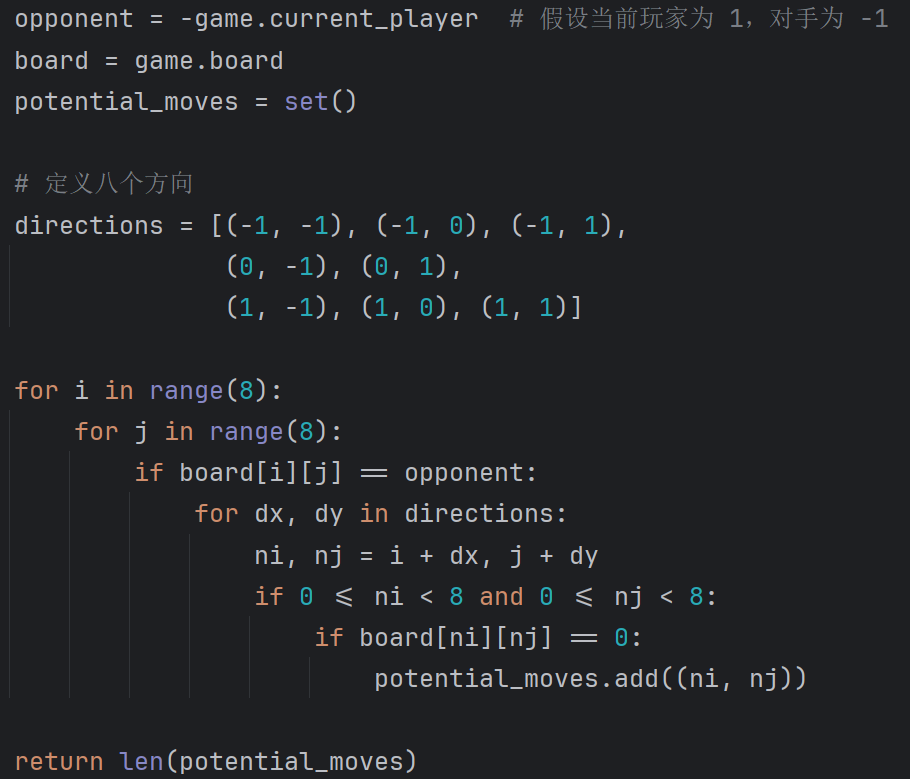 opponent = -game.current_player  # 假设当前玩家为 1，对手为 -1
board = game.board
potential_moves = set()
# 定义八个方向
directions = [(-1, -1), (-1, 0), (-1, 1),
              (0, -1), (0, 1),
              (1, -1), (1, 0), (1, 1)]
for i in range(8):
    for j in range(8):
        if board[i][j] == opponent:
            for dx, dy in directions:
                ni, nj = i + dx, j + dy
                if 0 <= ni < 8 and 0 <= nj < 8:
                    if board[ni][nj] == 0:
                        potential_moves.add((ni, nj))
return len(potential_moves)